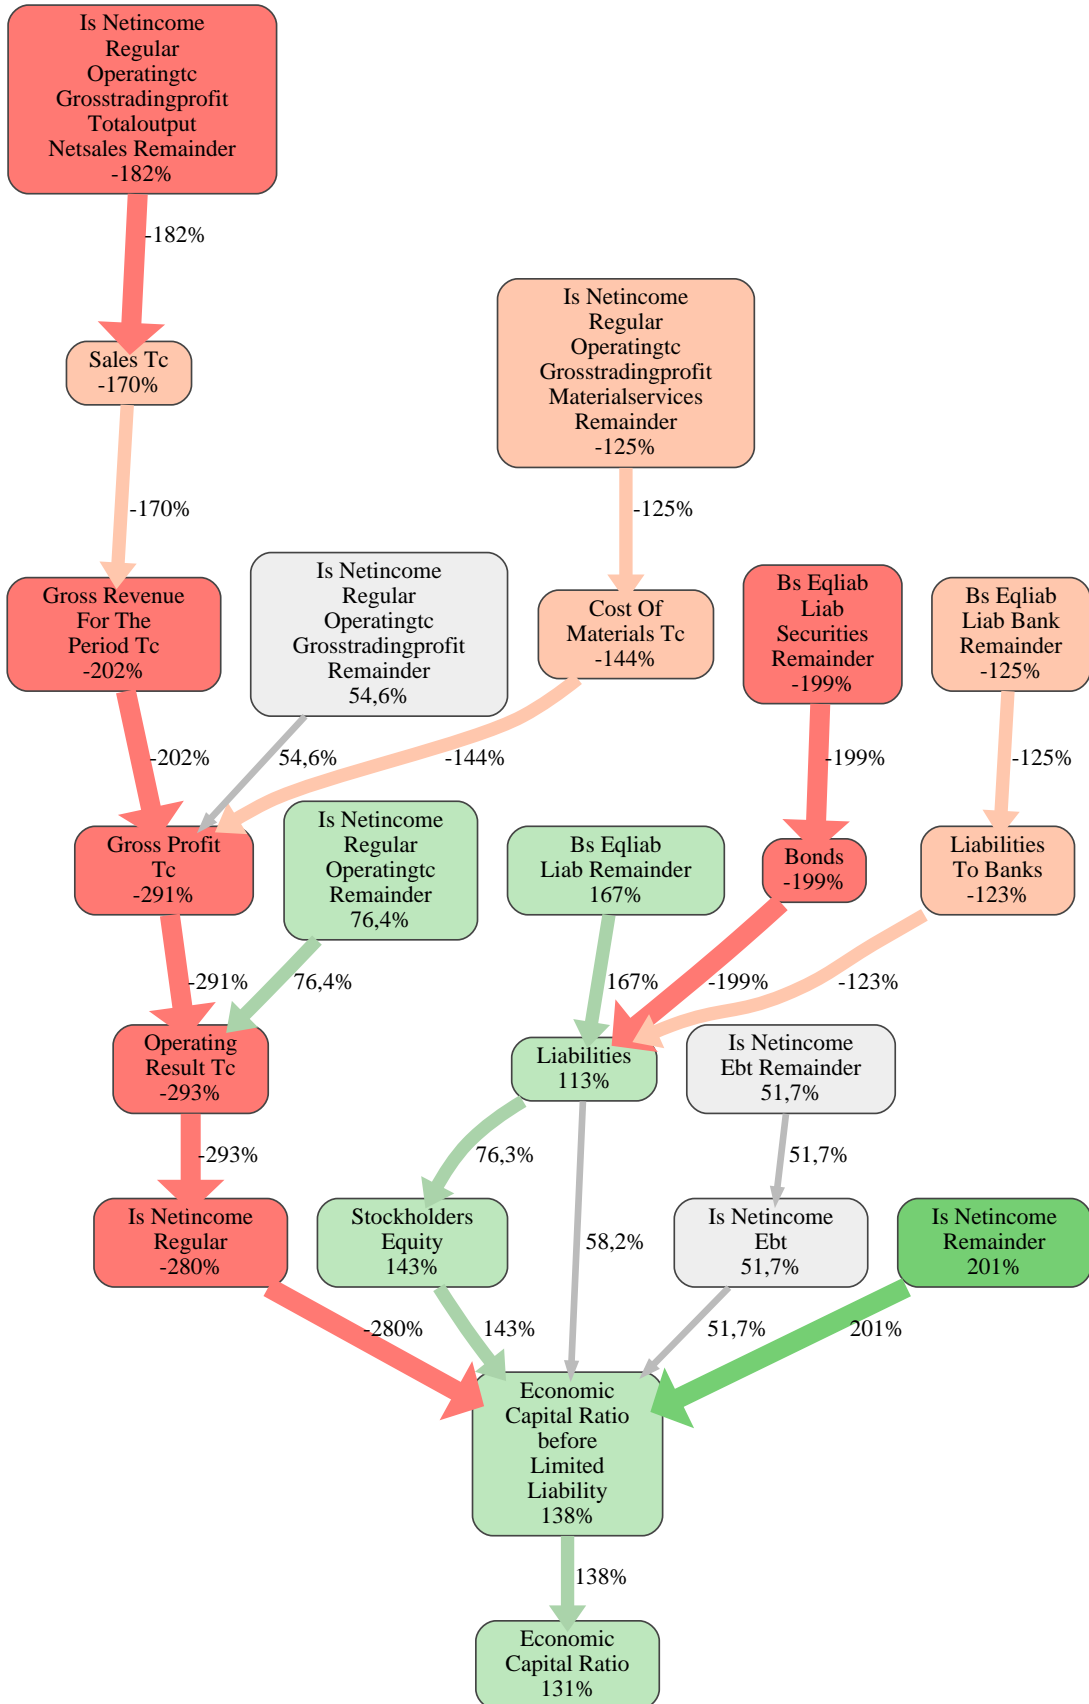 Is Netincome
Regular
Operatingtc
Grosstradingprofit
Totaloutput
Netsales Remainder
-182%
-182%
Sales Tc
-170%
Is Netincome
Regular
Operatingtc
Grosstradingprofit
Materialservices
Remainder
-125%
-170%
-125%
Gross Revenue
For The
Period Tc
-202%
Is Netincome
Regular
Operatingtc
Grosstradingprofit
Remainder
54,6%
Cost Of
Materials Tc
-144%
Bs Eqliab
Liab
Securities
Remainder
-199%
Bs Eqliab
Liab Bank
Remainder
-125%
-202%
54,6%
-144%
-199%
-125%
Gross Profit
Tc
-291%
Is Netincome
Regular
Operatingtc
Remainder
76,4%
Bs Eqliab
Liab Remainder
167%
Bonds
-199%
Liabilities
To Banks
-123%
-291%
76,4%
167%
-199%
-123%
Operating
Result Tc
-293%
Liabilities
113%
Is Netincome
Ebt Remainder
51,7%
-293%
76,3%
58,2%
51,7%
Is Netincome
Regular
-280%
Stockholders
Equity
143%
Is Netincome
Ebt
51,7%
Is Netincome
Remainder
201%
-280%
143%
51,7%
201%
Economic
Capital Ratio
before
Limited
Liability
138%
138%
Economic
Capital Ratio
131%